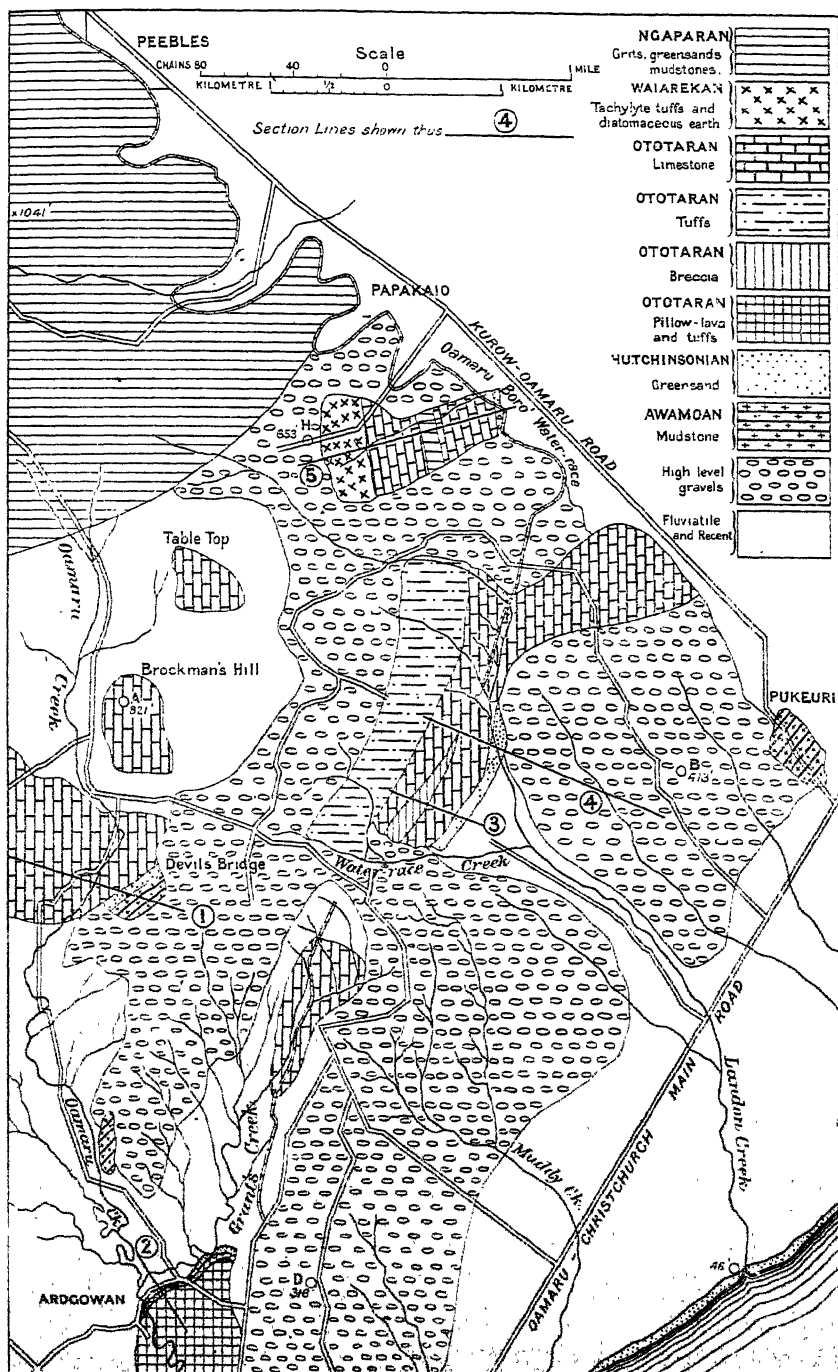 PEEBLES
Scale
CHAINS 80 40 0 1 MILE
KILOMETRE 1/2 0 1 KILOMETRE
Section Lines shown thus ④
NGAPARAN
Grits, greensands
mudstones.
WAIAREKAN
Tachylyte tuffs and
diatomaceous earth
OTOTARAN
Limestone
OTOTARAN
Tuffs
OTOTARAN
Breccia
OTOTARAN
Pillow-lava
and tuffs
HUTCHINSONIAN
Greensand
AWAMOAN
Mudstone
High level
gravels
Fluviatile
and Recent
x1041'
PAPAKAIO
KUROW-OAMARU ROAD
Oamaru Boro' Water-race
H
653
⑤
Table Top
Oamaru
Creek
Brockman's Hill
A
821
PUKEURI
B
413
④
③
Devils Bridge
Water race Creek
①
Oamaru
Ck.
Grants Creek
Muddy Ck.
Landon Creek
OAMARU - CHRISTCHURCH MAIN ROAD
②
ARDGOWAN
D
318
46